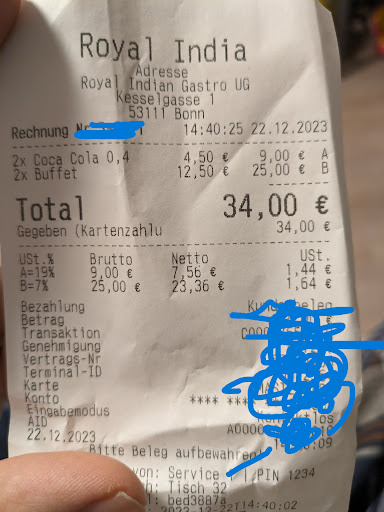 Royal India
Adresse
Royal Indian Gastro UG
Kesselgasse 1
53111 Bonn
Rechnung 14:40:25 22.12.2023
2x Coca Cola 0,4 4,50 € 9,00 € A
2x Buffet 12,50 € 25,00 € B
Total 34,00 €
Gegeben (Kartenzahlu 34,00 €
USt.% Brutto Netto USt.
A=19% 9,00 € 7,56 € 1,44 €
B=7% 25,00 € 23,36 € 1,64 €
Bezahlung
Betrag
Transaktion
Genehmigung
Vertrags-Nr
Terminal-ID
Karte
Konto
Eingabemodus
AID
22.12.2023
Bitte Beleg aufbewahren
von: Service PIN 1234
Tisch 32
bed3887a